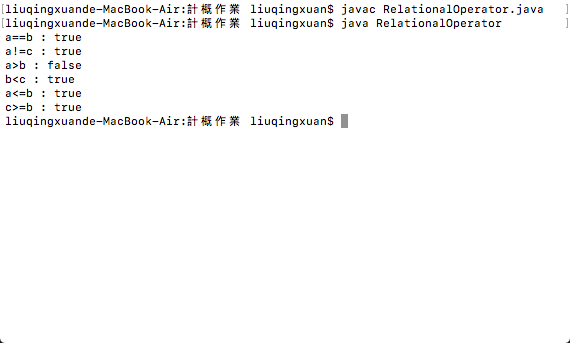 [liuqingxuande-MacBook-Air:計概作業 liuqingxuan$ javac RelationalOperator.java ]
[liuqingxuande-MacBook-Air:計概作業 liuqingxuan$ java RelationalOperator ]
a==b : true
a!=c : true
a>b : false
b<c : true
a<=b : true
c>=b : true
liuqingxuande-MacBook-Air:計概作業 liuqingxuan$